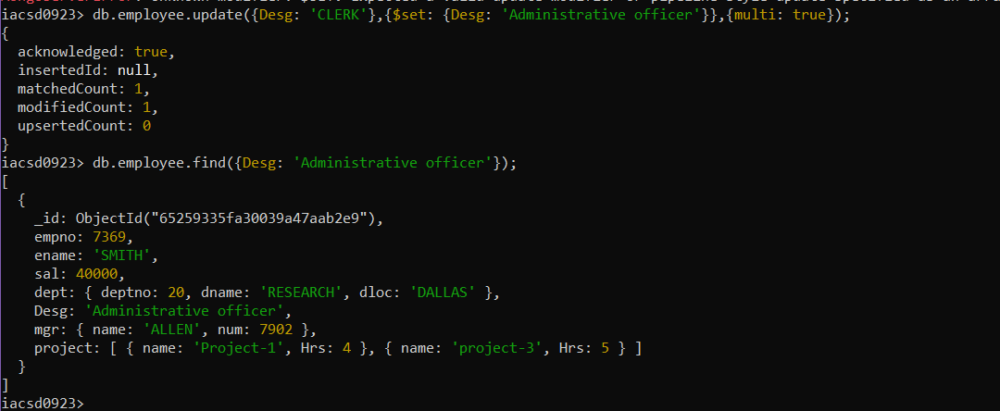 iacsd0923> db.employee.update({Desg: 'CLERK'},{$set: {Desg: 'Administrative officer'}},{multi: true});
{
  acknowledged: true,
  insertedId: null,
  matchedCount: 1,
  modifiedCount: 1,
  upsertedCount: 0
}
iacsd0923> db.employee.find({Desg: 'Administrative officer'});
[
  {
    _id: ObjectId("65259335fa30039a47aab2e9"),
    empno: 7369,
    ename: 'SMITH',
    sal: 40000,
    dept: { deptno: 20, dname: 'RESEARCH', dloc: 'DALLAS' },
    Desg: 'Administrative officer',
    mgr: { name: 'ALLEN', num: 7902 },
    project: [ { name: 'Project-1', Hrs: 4 }, { name: 'project-3', Hrs: 5 } ]
  }
]
iacsd0923>